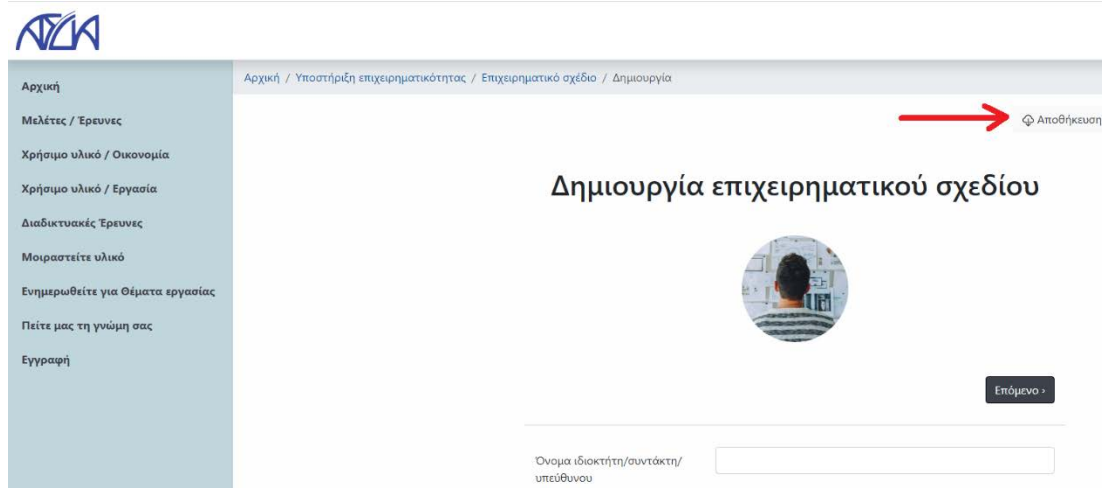 ΑΤΣΙΑ
Αρχική
Μελέτες / Έρευνες
Χρήσιμο υλικό / Οικονομία
Χρήσιμο υλικό / Εργασία
Διαδικτυακές Έρευνες
Μοιραστείτε υλικό
Ενημερωθείτε για Θέματα εργασίας
Πείτε μας τη γνώμη σας
Εγγραφή
Αρχική / Υποστήριξη επιχειρηματικότητας / Επιχειρηματικό σχέδιο / Δημιουργία
Αποθήκευση
Δημιουργία επιχειρηματικού σχεδίου
Επόμενο ›
Όνομα ιδιοκτήτη/συντάκτη/
υπεύθυνου